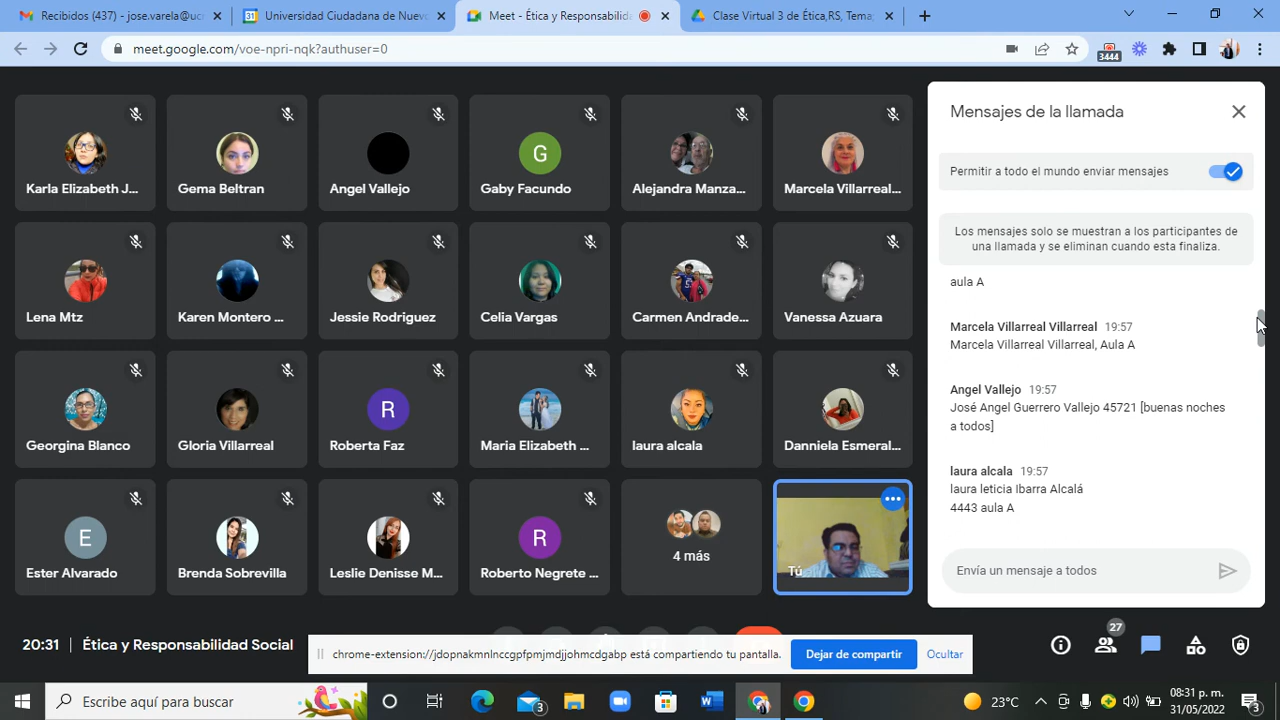 Recibidos (437) - jose.varela@ucn
Universidad Ciudadana de Nuevo
Meet - Ética y Responsabilida
Clase Virtual 3 de Ética,RS, Tema;
31
meet.google.com/voe-npri-nqk?authuser=0
3444
Karla Elizabeth J...
Gema Beltran
Angel Vallejo
G
Gaby Facundo
Alejandra Manza...
Marcela Villarreal...
Lena Mtz
Karen Montero ...
Jessie Rodriguez
Celia Vargas
Carmen Andrade...
Vanessa Azuara
Georgina Blanco
Gloria Villarreal
R
Roberta Faz
Maria Elizabeth ...
laura alcala
Danniela Esmeral...
E
Ester Alvarado
Brenda Sobrevilla
Leslie Denisse M...
R
Roberto Negrete ...
4 más
Tú
Mensajes de la llamada
Permitir a todo el mundo enviar mensajes
Los mensajes solo se muestran a los participantes de
una llamada y se eliminan cuando esta finaliza.
aula A
Marcela Villarreal Villarreal 19:57
Marcela Villarreal Villarreal, Aula A
Angel Vallejo 19:57
José Angel Guerrero Vallejo 45721 [buenas noches
a todos]
laura alcala 19:57
laura leticia Ibarra Alcalá
4443 aula A
Envía un mensaje a todos
20:31 Ética y Responsabilidad Social
27
chrome-extension://jdopnakmnlnccgpfpmjmdjjohmcdgabp está compartiendo tu pantalla. Dejar de compartir Ocultar
Escribe aquí para buscar
3
23°C
08:31 p. m.
31/05/2022
3